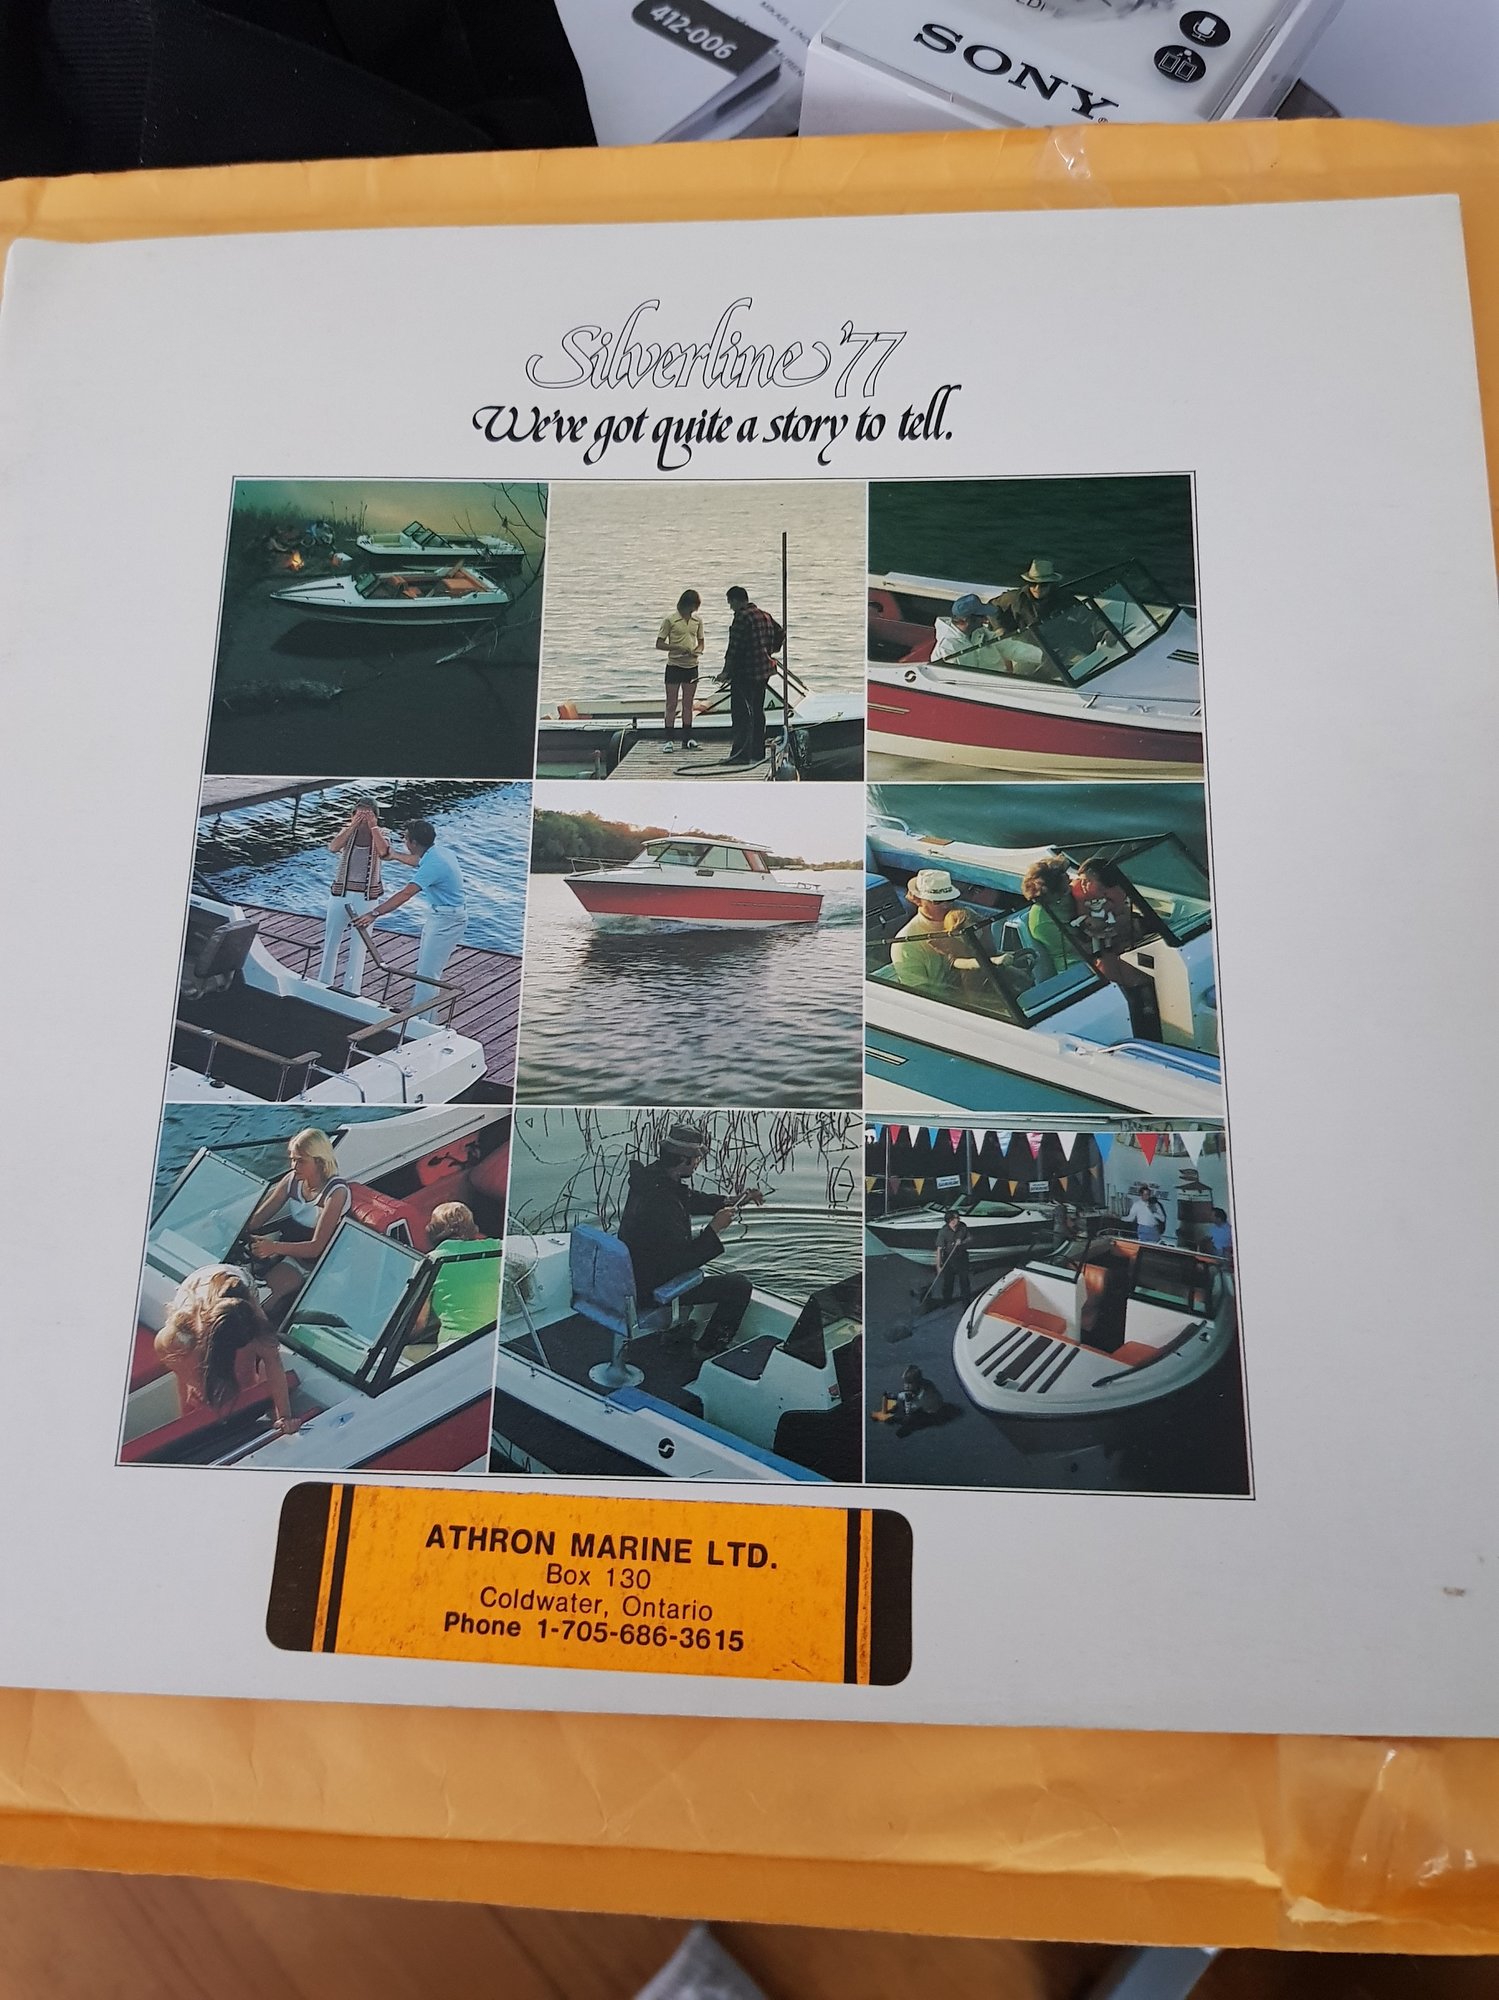 412-006
SONY
Silverline '77
We've got quite a story to tell.
ATHRON MARINE LTD.
Box 130
Coldwater, Ontario
Phone 1-705-686-3615